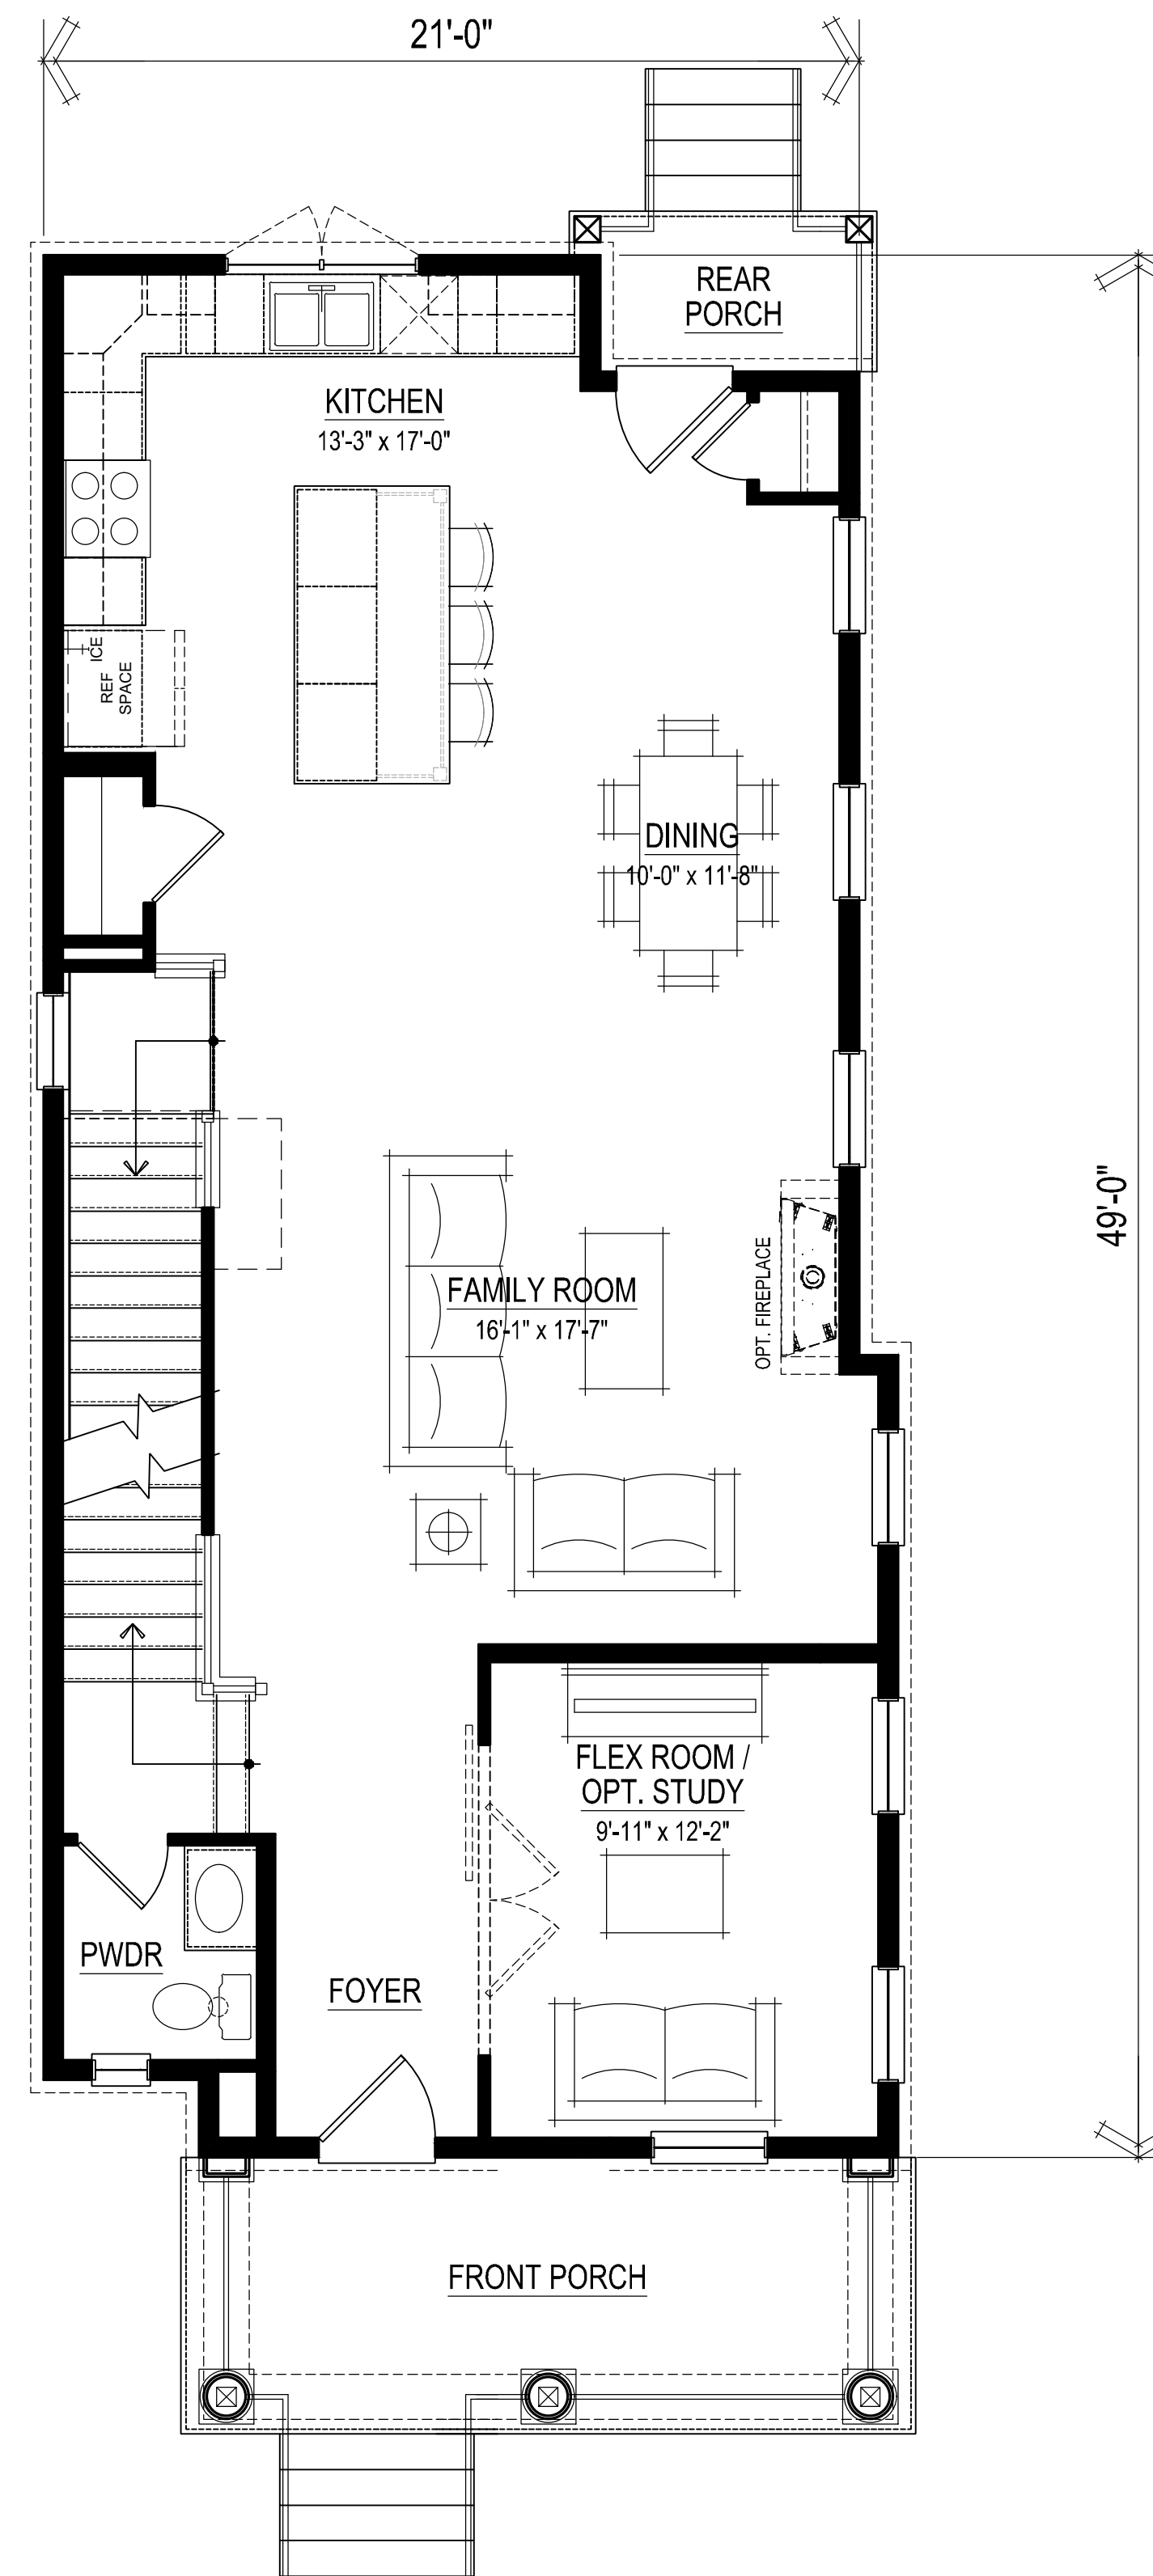 21'-0"
REAR
PORCH
KITCHEN
13'-3" x 17'-0"
ICE
REF
SPACE
DINING
10'-0" x 11'-8"
49'-0"
OPT. FIREPLACE
FAMILY ROOM
16'-1" x 17'-7"
FLEX ROOM /
OPT. STUDY
9'-11" x 12'-2"
PWDR
FOYER
FRONT PORCH